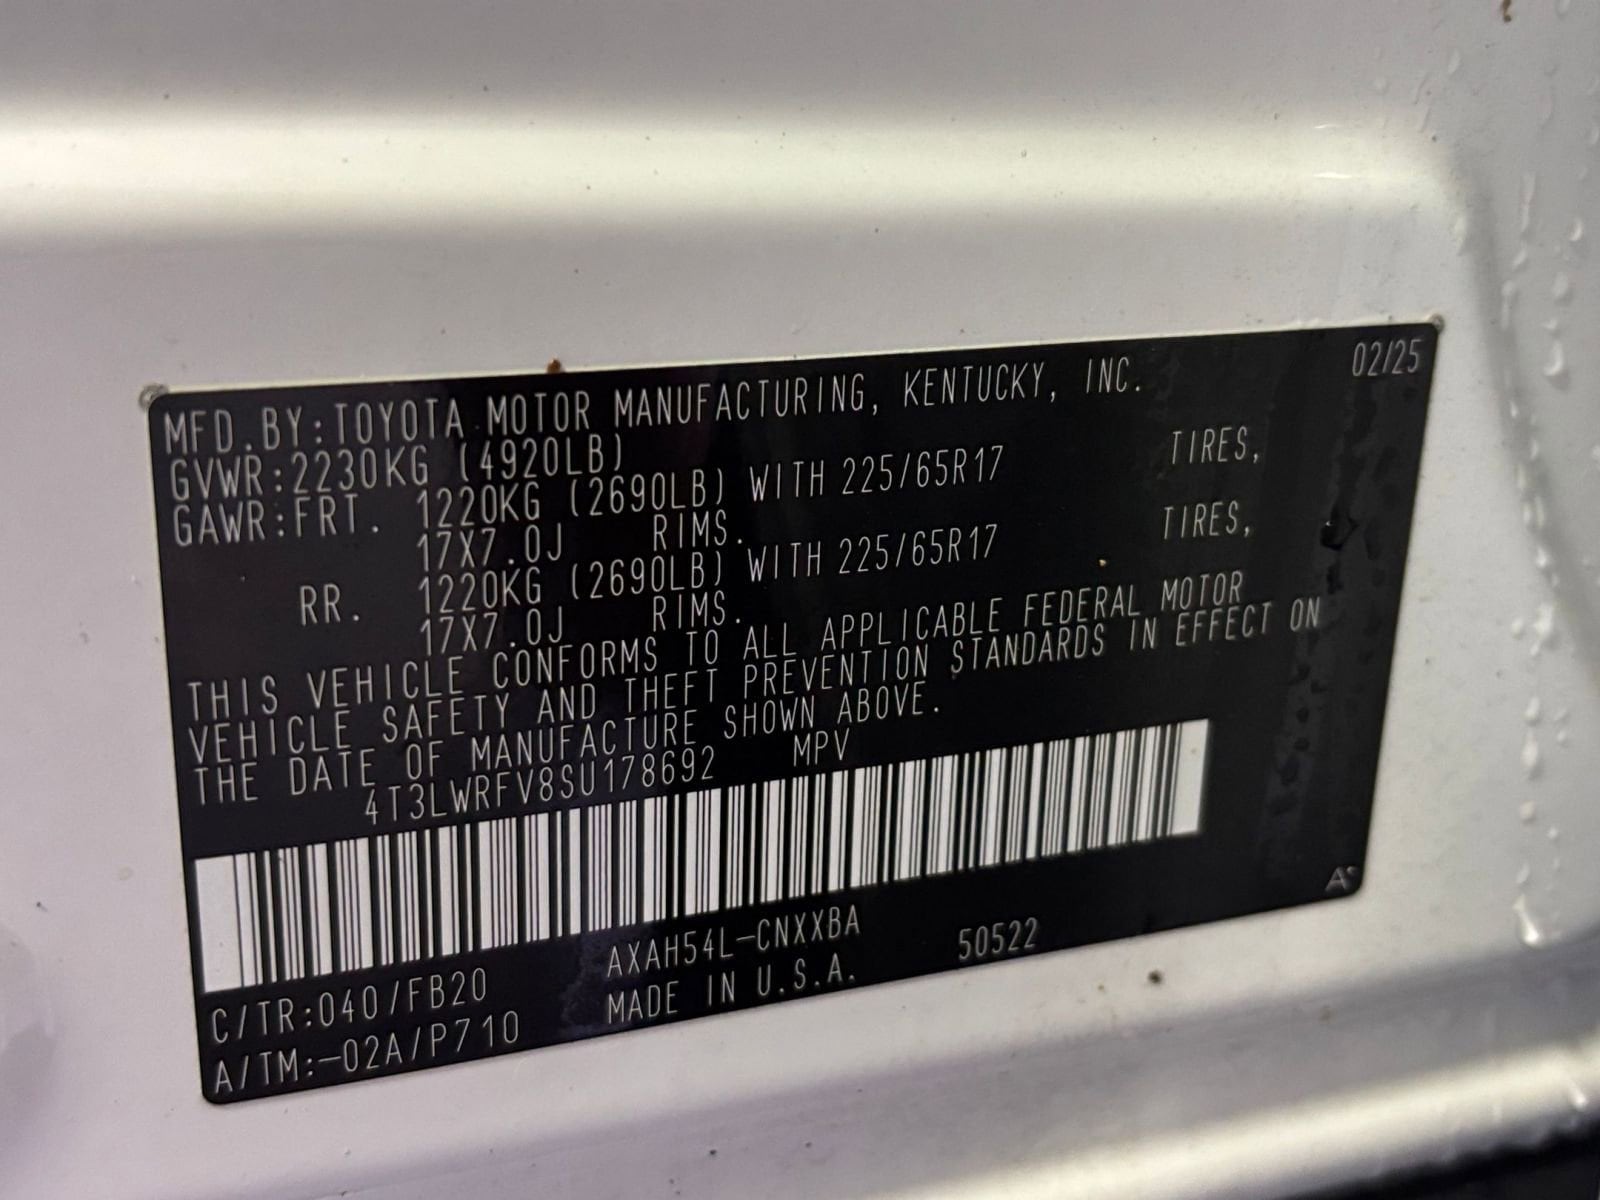 02/25
MFD.BY:TOYOTA MOTOR MANUFACTURING, KENTUCKY, INC.
GVWR:2230KG (4920LB)
GAWR:FRT. 1220KG (2690LB) WITH 225/65R17 TIRES,
17X7.0J RIMS.
RR. 1220KG (2690LB) WITH 225/65R17 TIRES,
17X7.0J RIMS.
THIS VEHICLE CONFORMS TO ALL APPLICABLE FEDERAL MOTOR
VEHICLE SAFETY AND THEFT PREVENTION STANDARDS IN EFFECT ON
THE DATE OF MANUFACTURE SHOWN ABOVE.
4T3LWRFV8SU178692 MPV
C/TR:040/FB20 AXAH54L-CNXXBA 50522
A/TM:-02A/P710 MADE IN U.S.A.